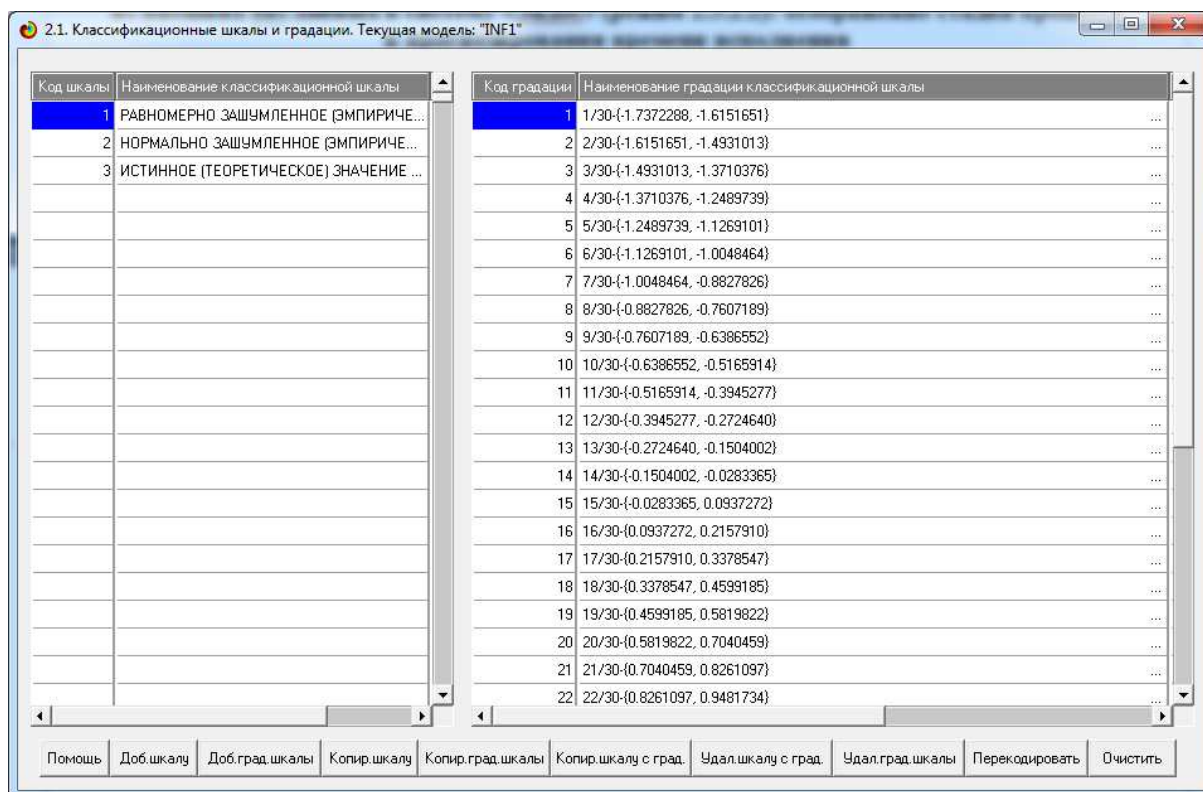 2.1. Классификационные шкалы и градации. Текущая модель: "INF1"
Код шкалы Наименование классификационной шкалы
1 РАВНОМЕРНО ЗАШУМЛЕННОЕ (ЭМПИРИЧЕ...
2 НОРМАЛЬНО ЗАШУМЛЕННОЕ (ЭМПИРИЧЕ...
3 ИСТИННОЕ (ТЕОРЕТИЧЕСКОЕ) ЗНАЧЕНИЕ ...
Код градации Наименование градации классификационной шкалы
1 1/30-{-1.7372288, -1.6151651} ...
2 2/30-{-1.6151651, -1.4931013} ...
3 3/30-{-1.4931013, -1.3710376} ...
4 4/30-{-1.3710376, -1.2489739} ...
5 5/30-{-1.2489739, -1.1269101} ...
6 6/30-{-1.1269101, -1.0048464} ...
7 7/30-{-1.0048464, -0.8827826} ...
8 8/30-{-0.8827826, -0.7607189} ...
9 9/30-{-0.7607189, -0.6386552} ...
10 10/30-{-0.6386552, -0.5165914} ...
11 11/30-{-0.5165914, -0.3945277} ...
12 12/30-{-0.3945277, -0.2724640} ...
13 13/30-{-0.2724640, -0.1504002} ...
14 14/30-{-0.1504002, -0.0283365} ...
15 15/30-{-0.0283365, 0.0937272} ...
16 16/30-{0.0937272, 0.2157910} ...
17 17/30-{0.2157910, 0.3378547} ...
18 18/30-{0.3378547, 0.4599185} ...
19 19/30-{0.4599185, 0.5819822} ...
20 20/30-{0.5819822, 0.7040459} ...
21 21/30-{0.7040459, 0.8261097} ...
22 22/30-{0.8261097, 0.9481734} ...
Помощь Доб.шкалу Доб.град.шкалы Копир.шкалу Копир.град.шкалы Копир.шкалу с град. Удал.шкалу с град. Удал.град.шкалы Перекодировать Очистить